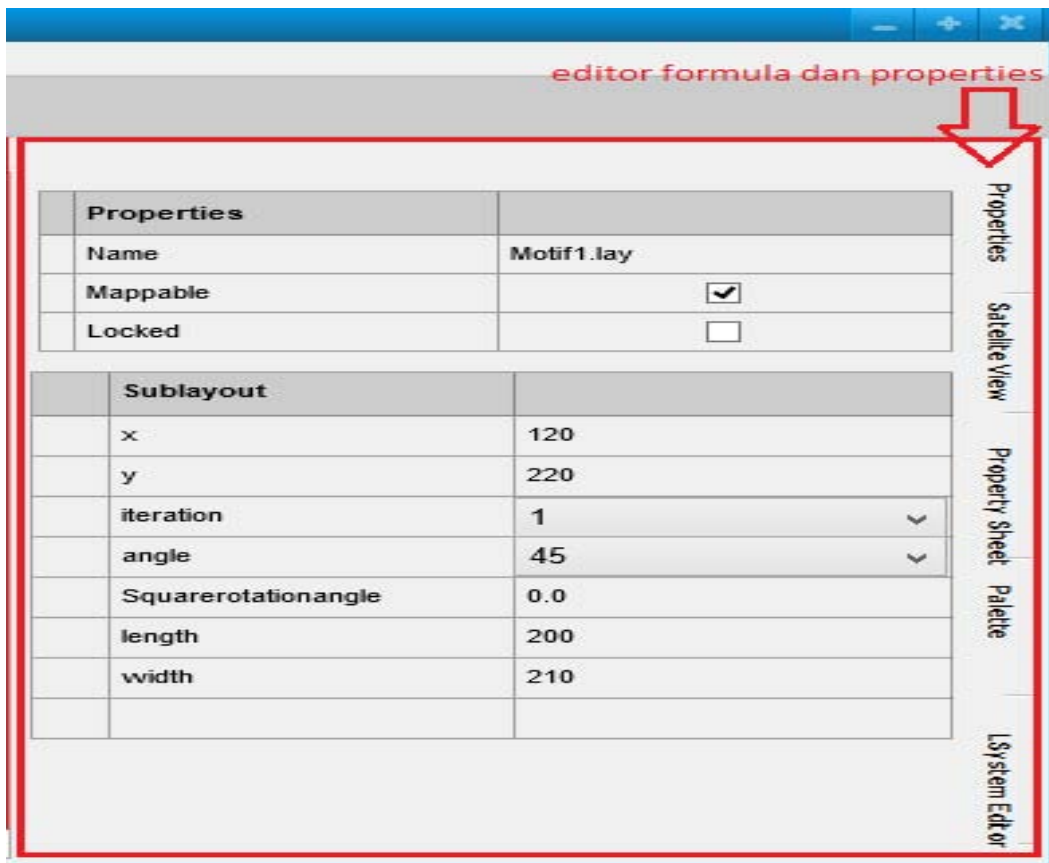 editor formula dan properties
Properties
Name Motif1.lay
Mappable
Locked
Sublayout
x 120
y 220
iteration 1
angle 45
Squarerotationangle 0.0
length 200
width 210
Properties
Satelite View
Property Sheet
Palette
LSystem Editor